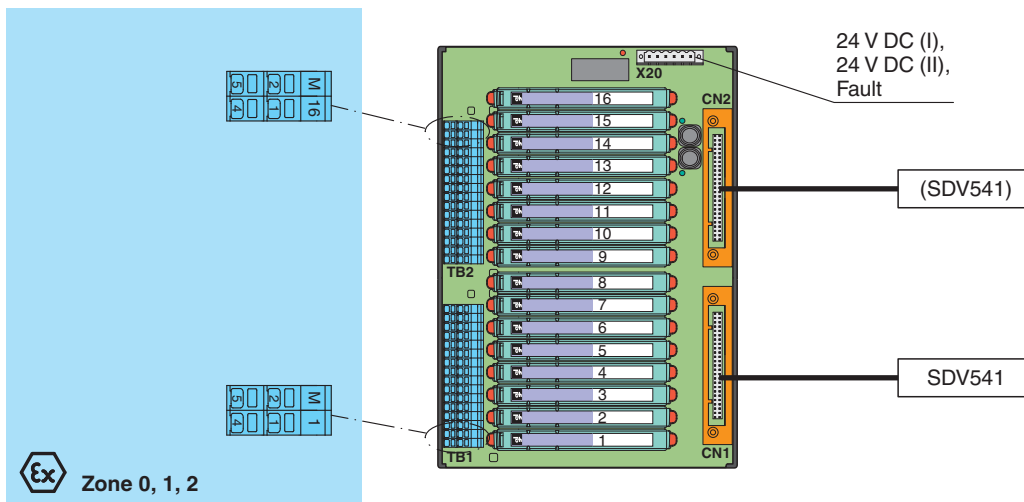 24 V DC (I),
24 V DC (II),
Fault
X20
CN2
5 2 M
4 1 16
16
15
14
13
12
11
10
9
(SDV541)
TB2
8
7
6
5
4
3
2
1
SDV541
5 2 M
4 1 1
TB1
CN1
Ex Zone 0, 1, 2